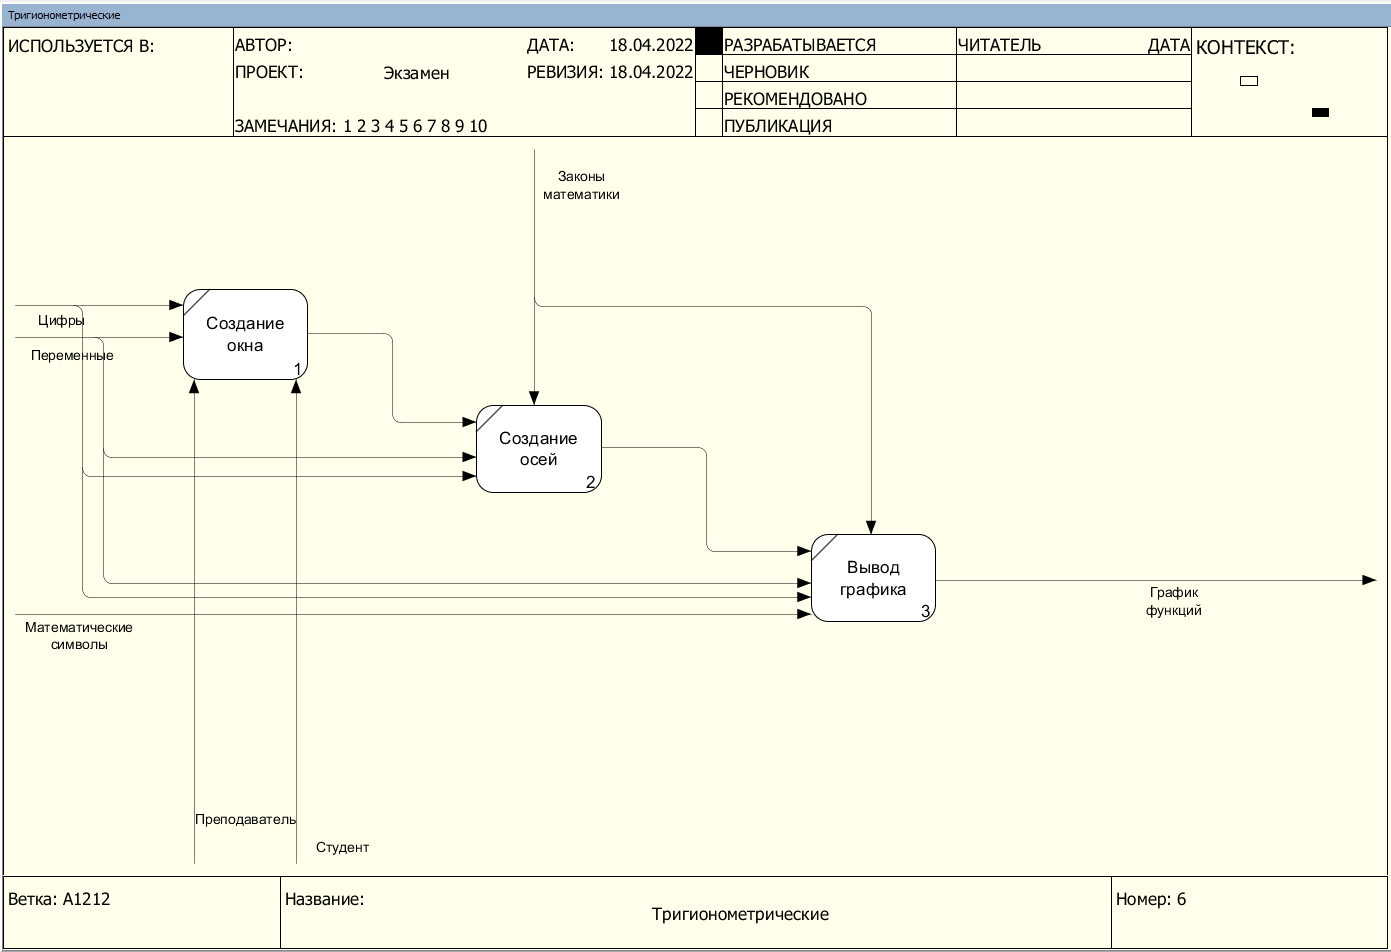 Тригионометрические
ИСПОЛЬЗУЕТСЯ В:
АВТОР:
ДАТА: 18.04.2022
ПРОЕКТ: Экзамен
РЕВИЗИЯ: 18.04.2022
ЗАМЕЧАНИЯ: 1 2 3 4 5 6 7 8 9 10
РАЗРАБАТЫВАЕТСЯ
ЧЕРНОВИК
РЕКОМЕНДОВАНО
ПУБЛИКАЦИЯ
ЧИТАТЕЛЬ ДАТА
КОНТЕКСТ:
Законы
математики
Цифры
Переменные
Создание
окна
1
Создание
осей
2
Вывод
графика
3
График
функций
Математические
символы
Преподаватель
Студент
Ветка: A1212
Название:
Тригионометрические
Номер: 6